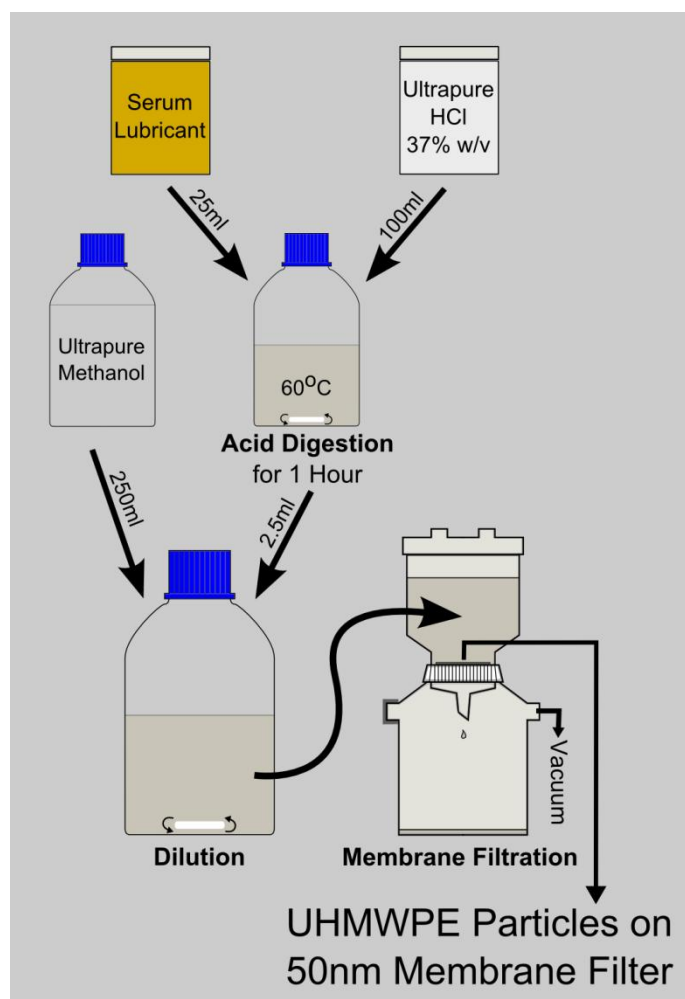 Serum
Lubricant
Ultrapure
HCl
37% w/v
25ml
100ml
Ultrapure
Methanol
60°C
Acid Digestion
for 1 Hour
250ml
2.5ml
Vacuum
Dilution
Membrane Filtration
UHMWPE Particles on
50nm Membrane Filter